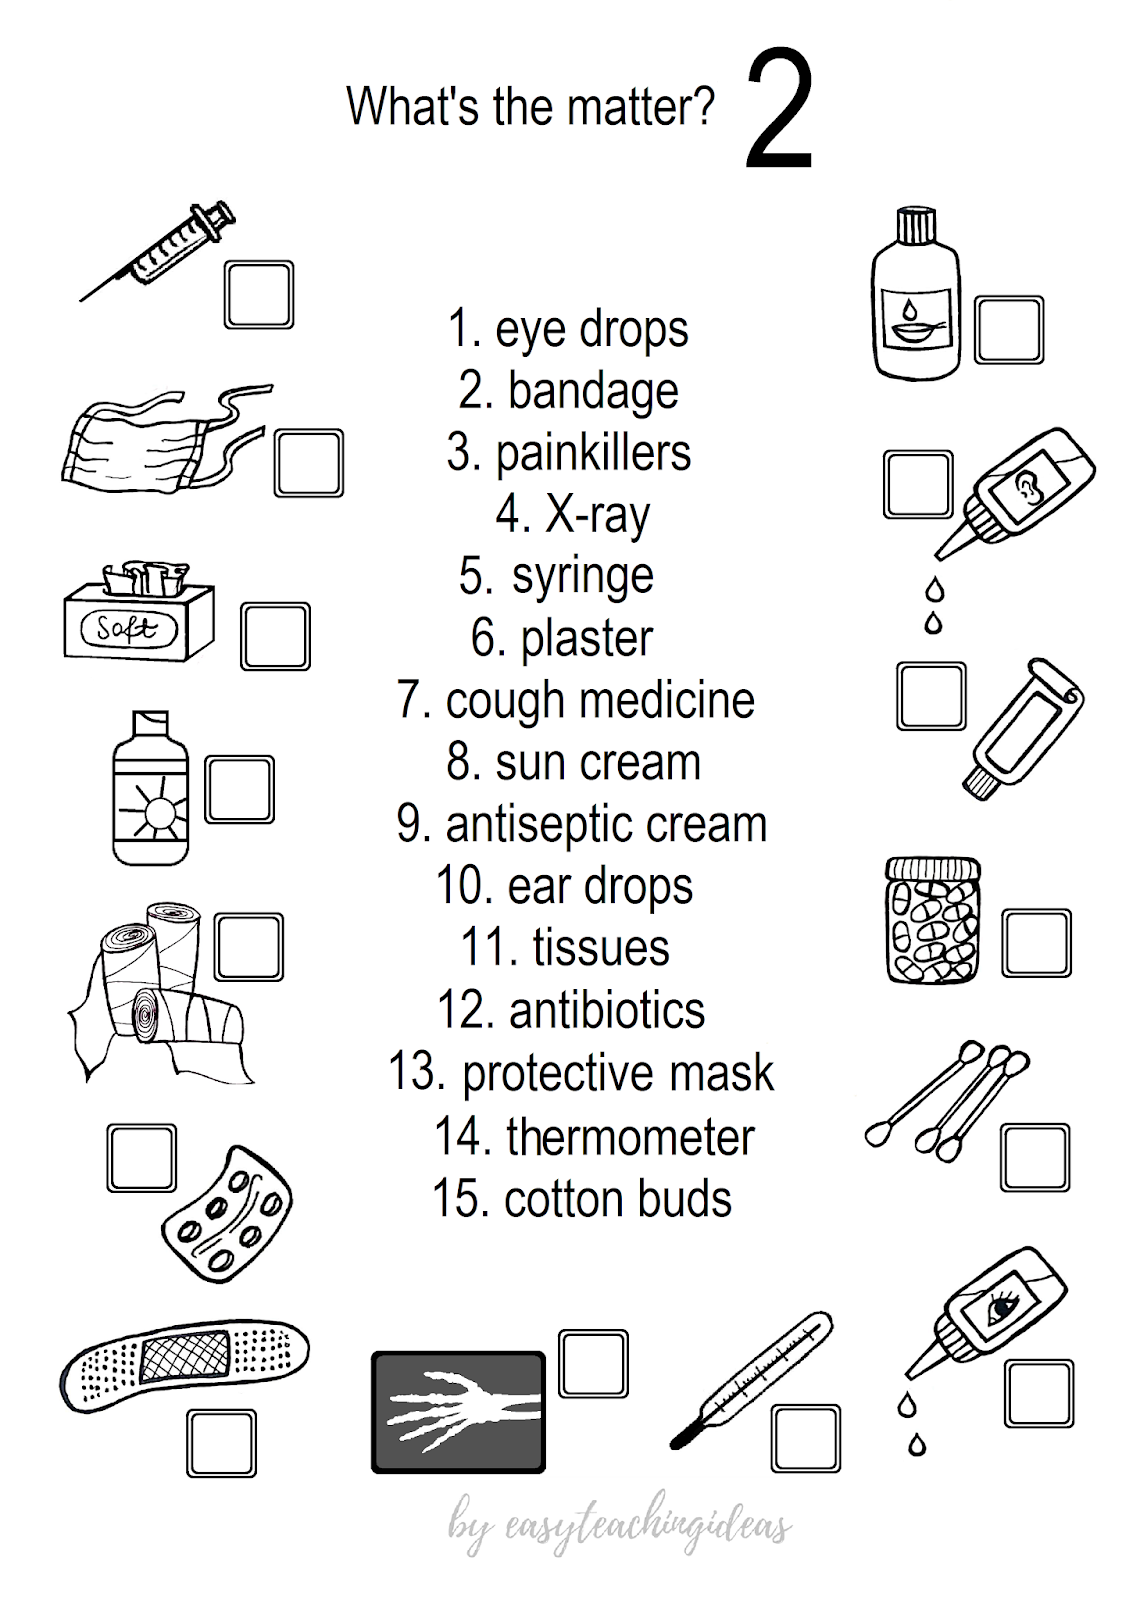 What's the matter? 2
1. eye drops
2. bandage
3. painkillers
4. X-ray
5. syringe
6. plaster
7. cough medicine
8. sun cream
9. antiseptic cream
10. ear drops
11. tissues
12. antibiotics
13. protective mask
14. thermometer
15. cotton buds
Soft
by easyteachingideas